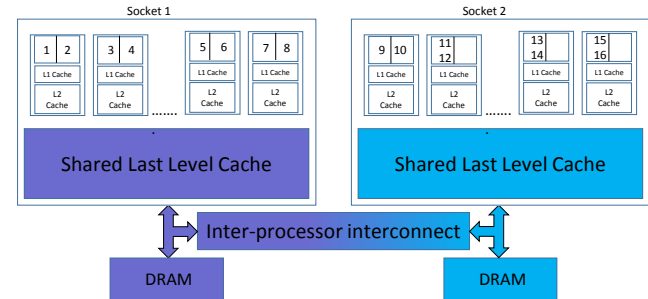 Socket 1
Socket 2
1 2
3 4
5 6
7 8
9 10
11
12
13
14
15
16
L1 Cache
L1 Cache
L1 Cache
L1 Cache
L1 Cache
L1 Cache
L1 Cache
L1 Cache
L2
Cache
L2
Cache
.......
L2
Cache
L2
Cache
L2
Cache
L2
Cache
.......
L2
Cache
L2
Cache
Shared Last Level Cache
Shared Last Level Cache
Inter-processor interconnect
DRAM
DRAM